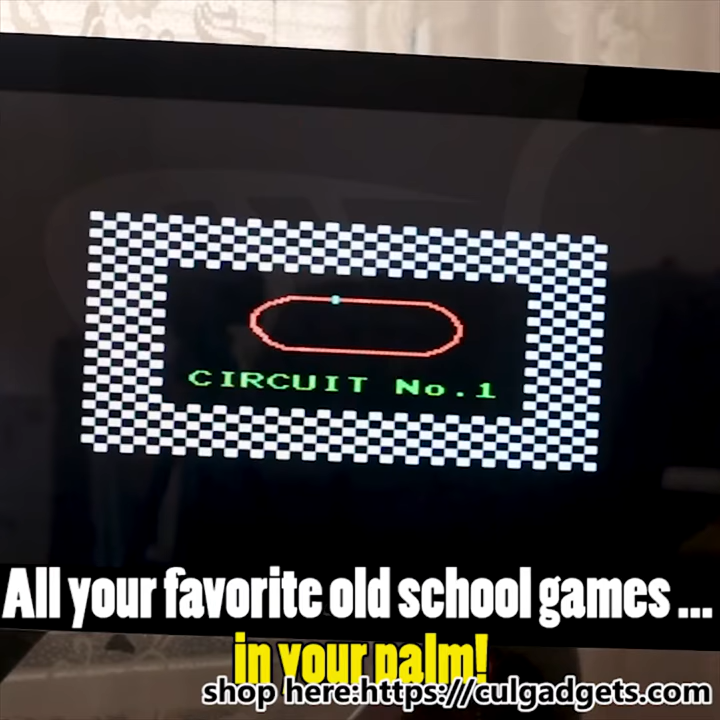 CIRCUIT No.1
All your favorite old school games ...
in your palm!
shop here:https://culgadgets.com